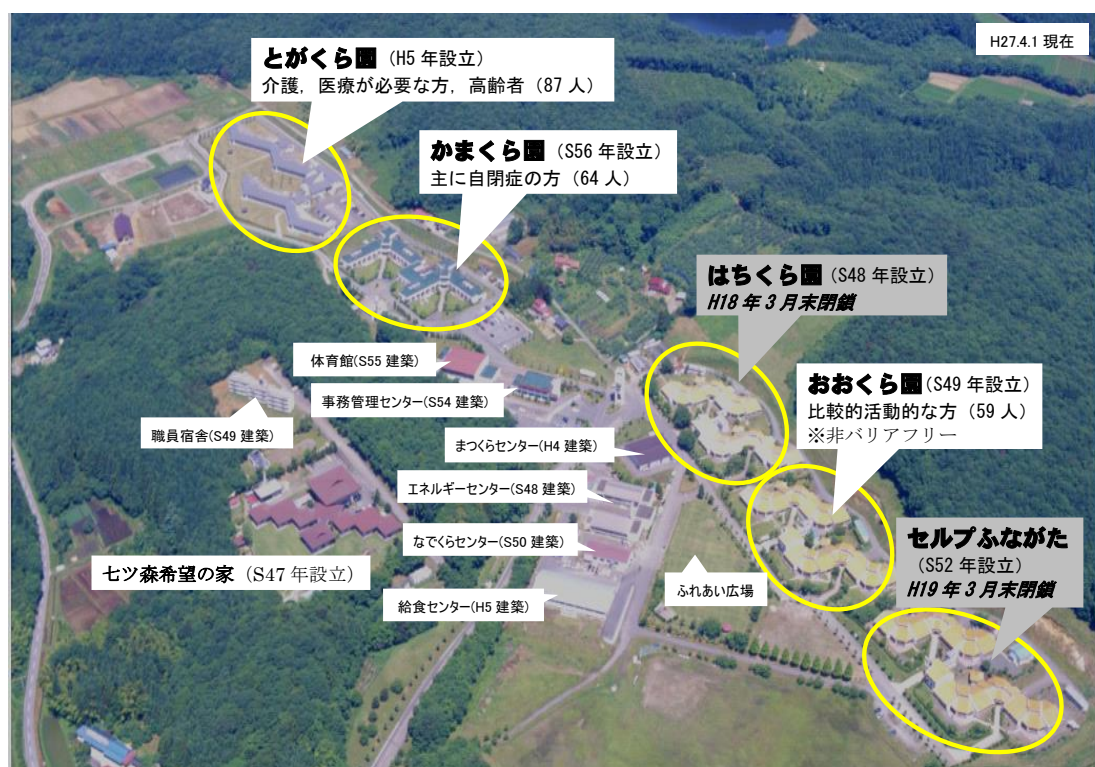 H27.4.1 現在
とがくら園（H5 年設立）
介護，医療が必要な方，高齢者（87 人）
かまくら園（S56 年設立）
主に自閉症の方（64 人）
はちくら園（S48 年設立）
H18 年 3 月末閉鎖
おおくら園（S49 年設立）
比較的活動的な方（59 人）
※非バリアフリー
体育館(S55 建築)
事務管理センター(S54 建築)
職員宿舎(S49 建築)
まつくらセンター(H4 建築)
エネルギーセンター(S48 建築)
なでくらセンター(S50 建築)
セルプふながた
（S52 年設立）
H19 年 3 月末閉鎖
七ツ森希望の家（S47 年設立）
ふれあい広場
給食センター(H5 建築)